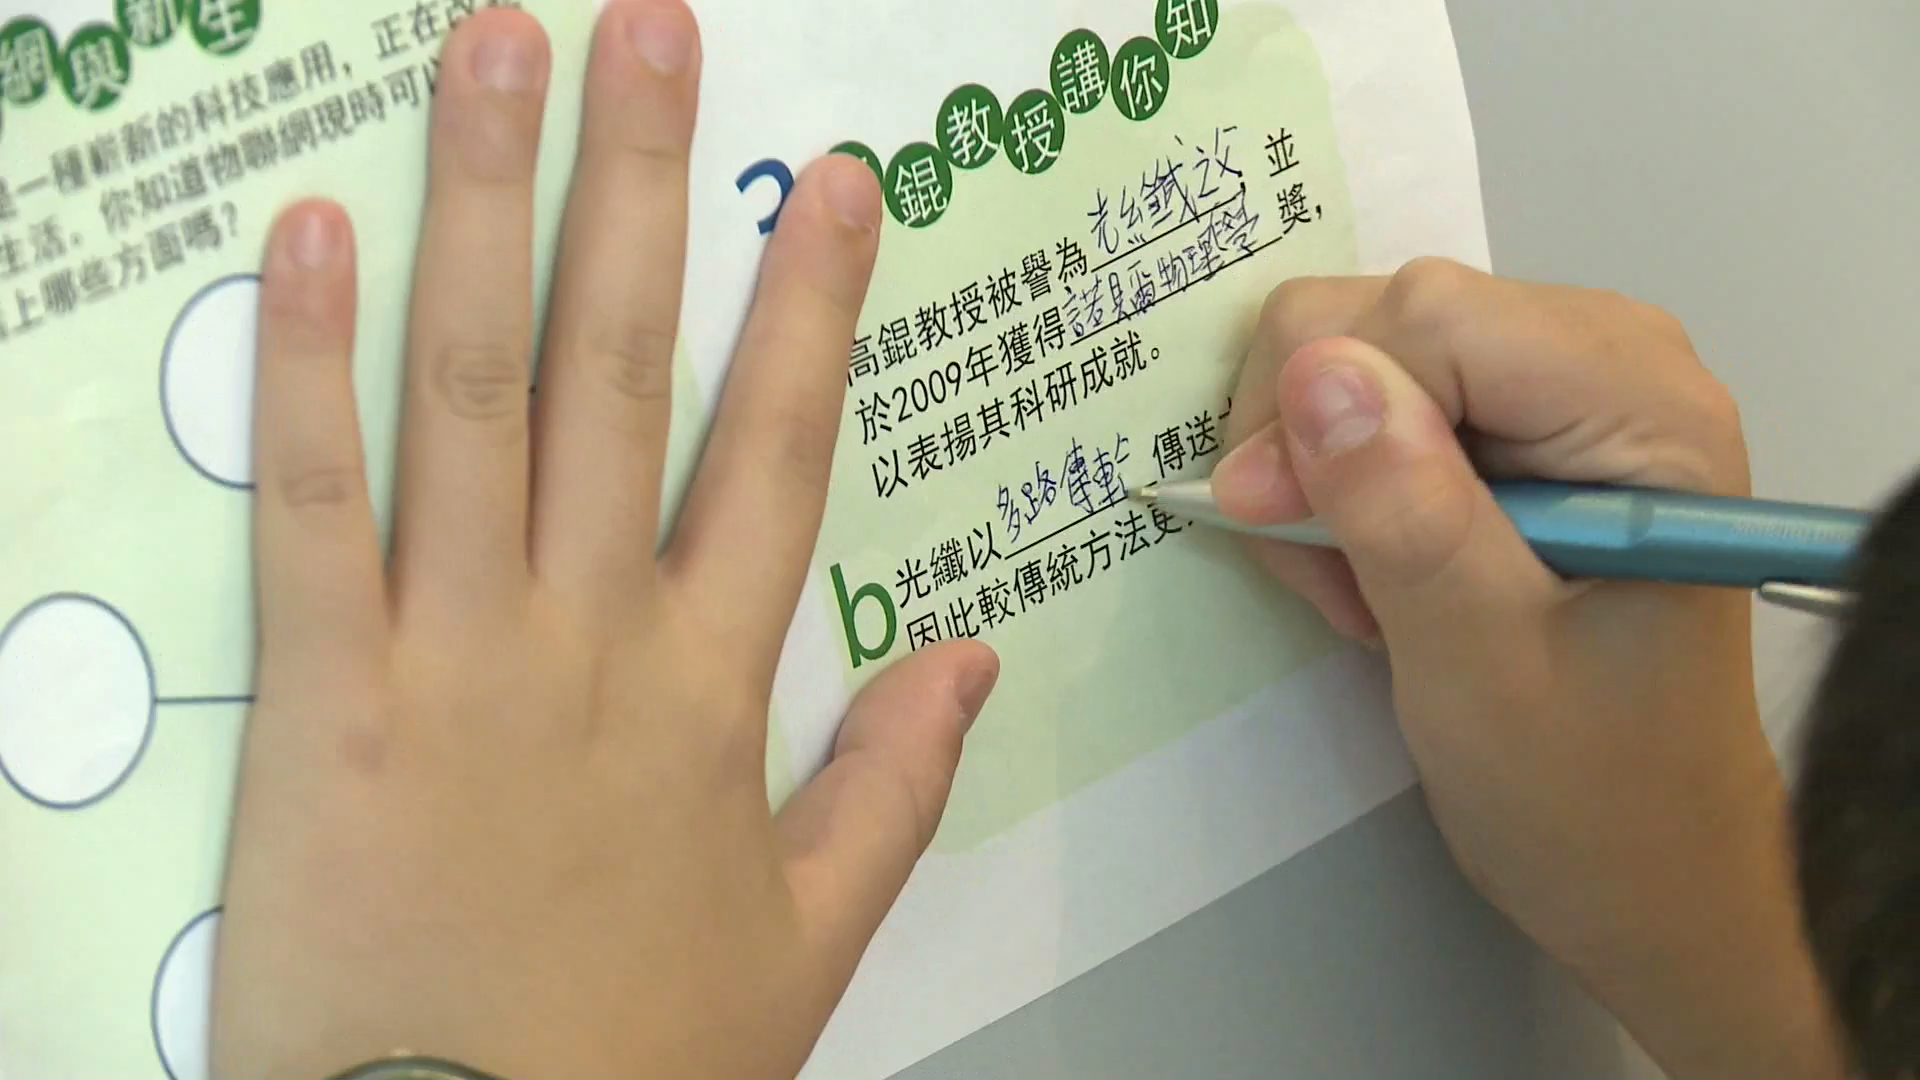 網與新生
是一種嶄新的科技應用，正在改
生活。你知道物聯網現時可以
上哪些方面嗎？
錕教授講你知
高錕教授被譽為光纖之父，並
於2009年獲得諾貝爾物理學獎，
以表揚其科研成就。
b 光纖以多路傳輸傳送
因此較傳統方法更